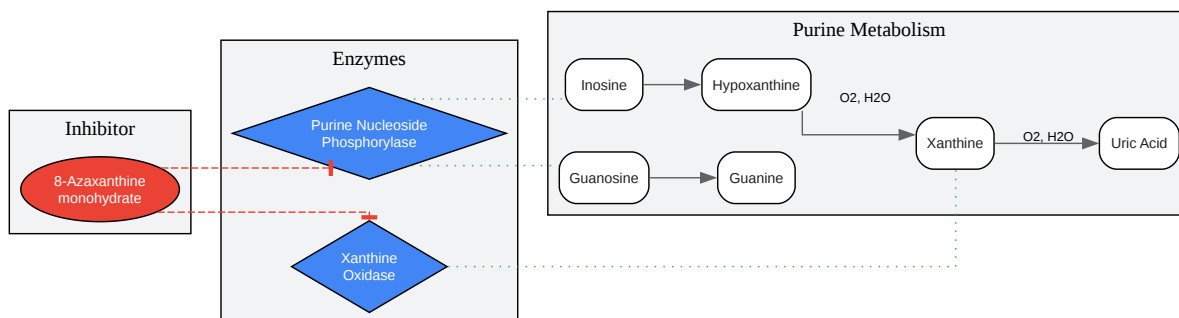 Purine Metabolism
Enzymes
Inosine
Hypoxanthine
O2, H2O
Inhibitor
Purine Nucleoside
Phosphorylase
Xanthine
O2, H2O
Uric Acid
8-Azaxanthine
monohydrate
Guanosine
Guanine
Xanthine
Oxidase